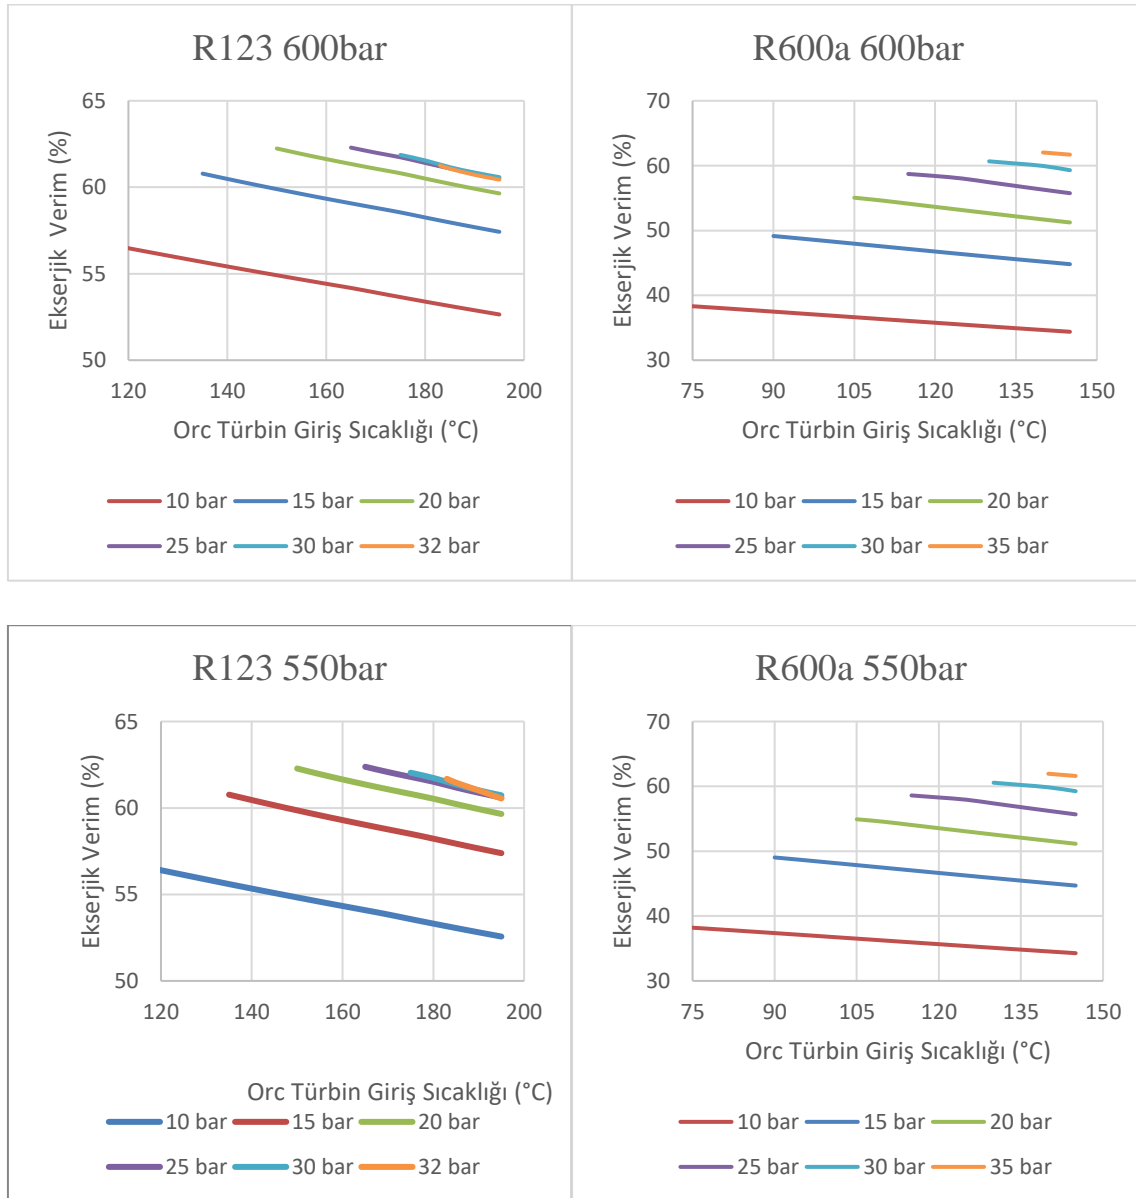 R123 600bar
Ekserjik Verim (%)
65
60
55
50
120 140 160 180 200
Orc Türbin Giriş Sıcaklığı (°C)
10 bar 15 bar 20 bar
25 bar 30 bar 32 bar
R600a 600bar
Ekserjik Verim (%)
70
60
50
40
30
75 90 105 120 135 150
Orc Türbin Giriş Sıcaklığı (°C)
10 bar 15 bar 20 bar
25 bar 30 bar 35 bar
R123 550bar
Ekserjik Verim (%)
65
60
55
50
120 140 160 180 200
Orc Türbin Giriş Sıcaklığı (°C)
10 bar 15 bar 20 bar
25 bar 30 bar 32 bar
R600a 550bar
Ekserjik Verim (%)
70
60
50
40
30
75 90 105 120 135 150
Orc Türbin Giriş Sıcaklığı (°C)
10 bar 15 bar 20 bar
25 bar 30 bar 35 bar